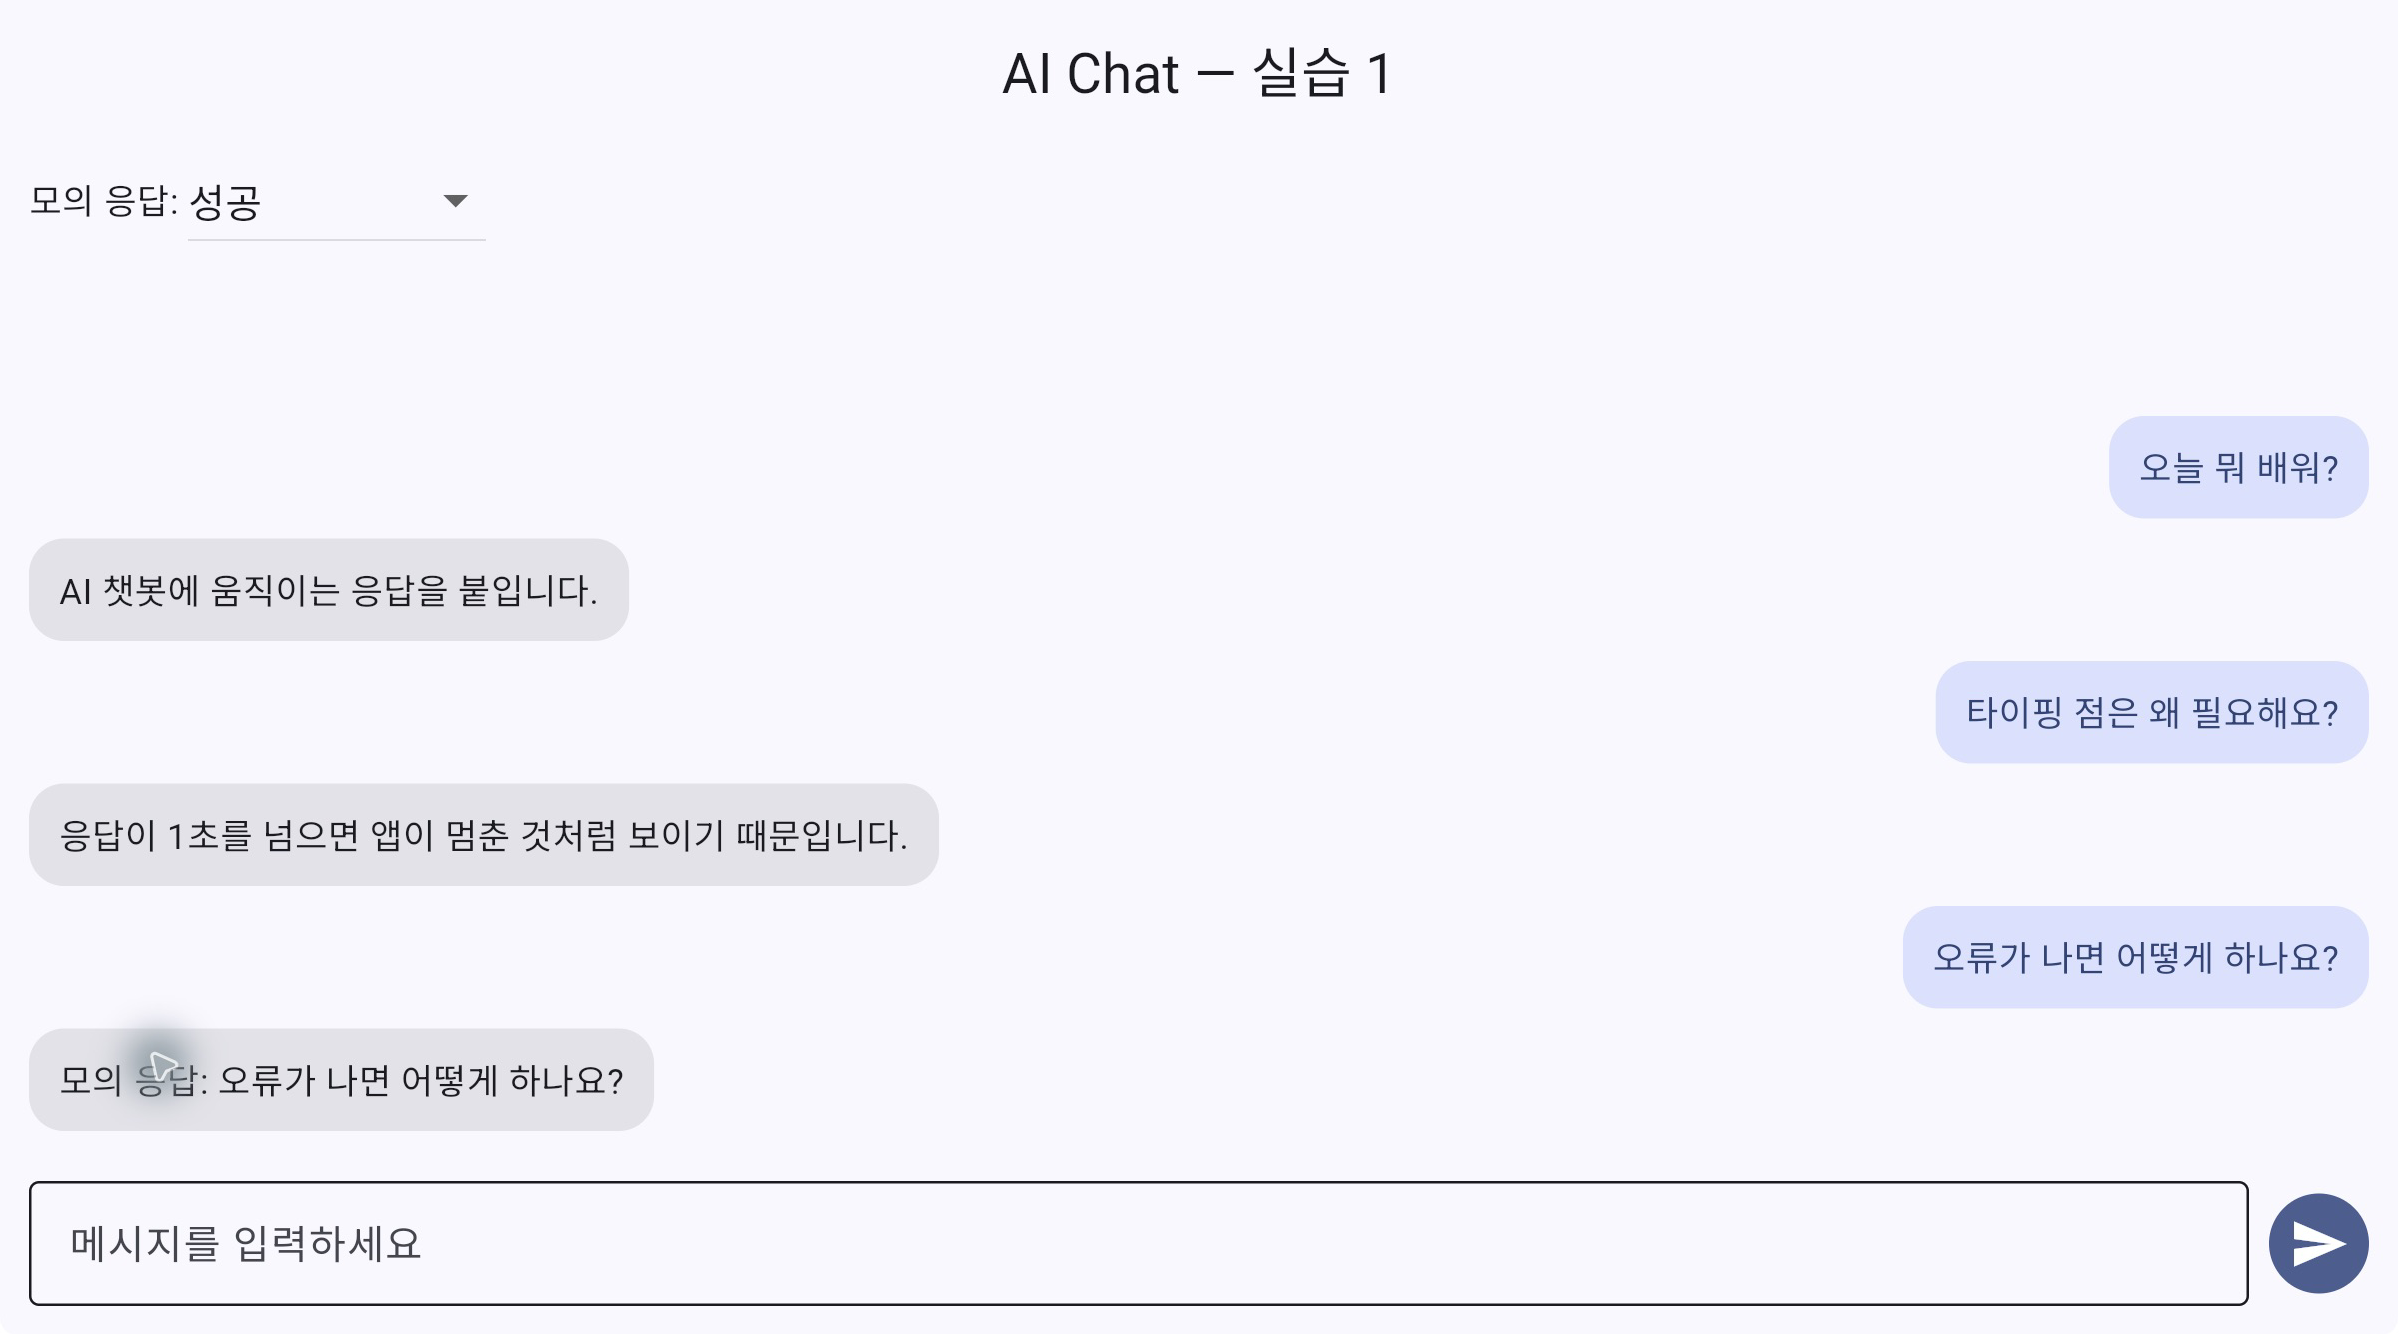 AI Chat — 실습 1
모의 응답: 성공
오늘 뭐 배워?
AI 챗봇에 움직이는 응답을 붙입니다.
타이핑 점은 왜 필요해요?
응답이 1초를 넘으면 앱이 멈춘 것처럼 보이기 때문입니다.
오류가 나면 어떻게 하나요?
모의 응답: 오류가 나면 어떻게 하나요?
메시지를 입력하세요